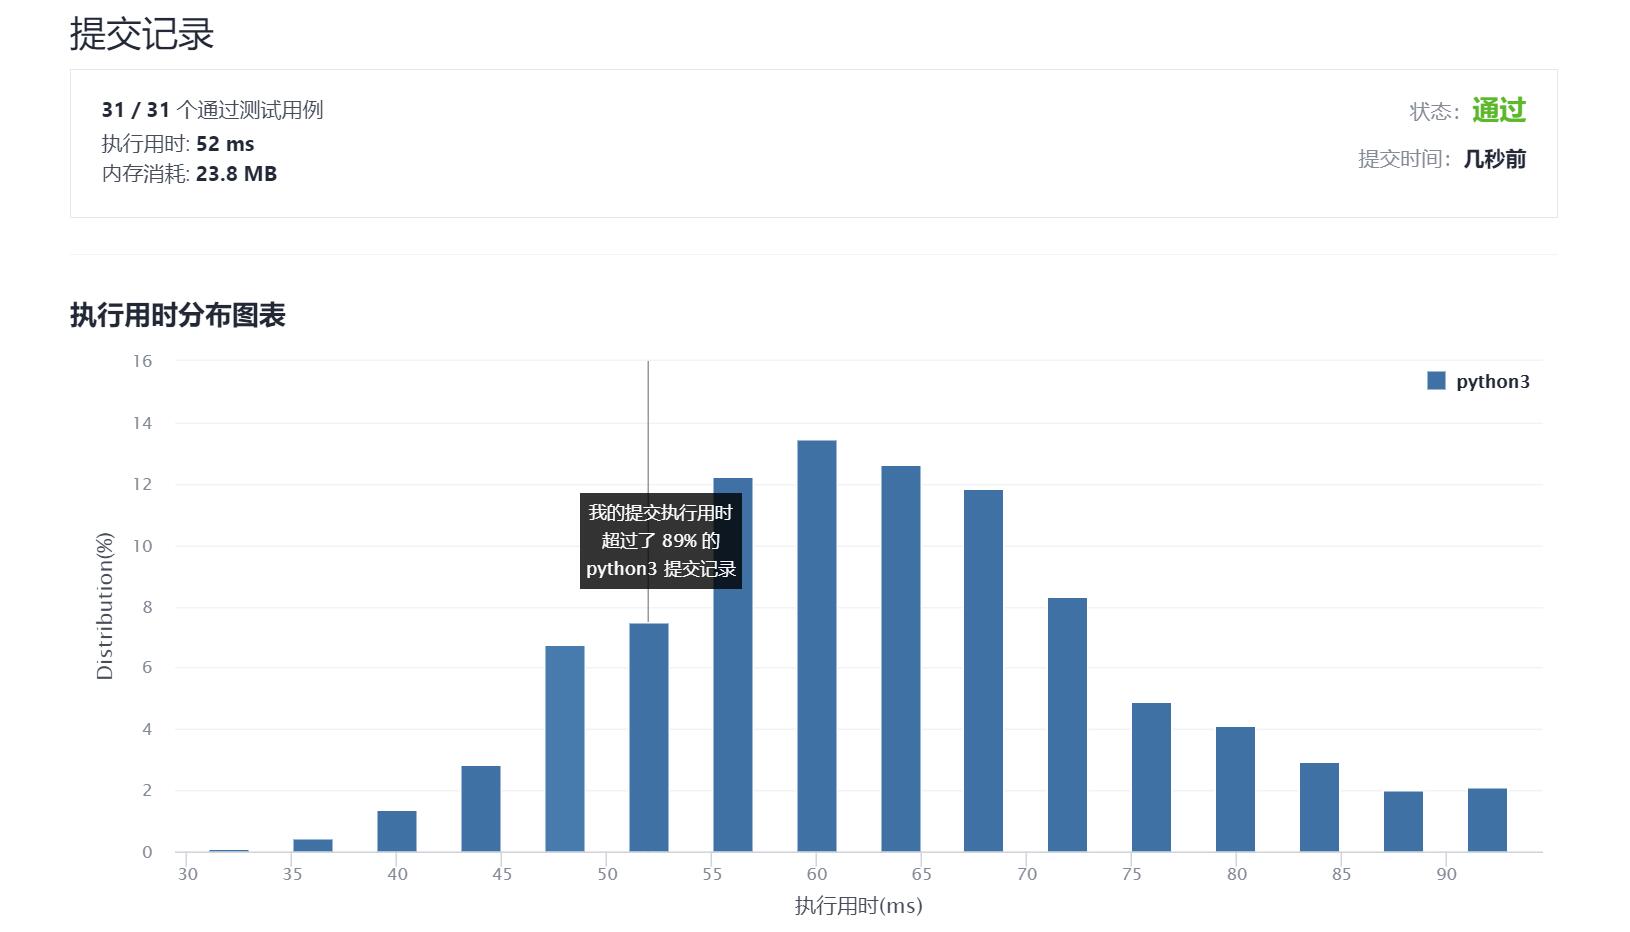 提交记录
31 / 31 个通过测试用例
状态：通过
执行用时: 52 ms
提交时间：几秒前
内存消耗: 23.8 MB
执行用时分布图表
16
14
12
10
8
6
4
2
0
Distribution(%)
python3
我的提交执行用时
超过了 89% 的
python3 提交记录
30 35 40 45 50 55 60 65 70 75 80 85 90
执行用时(ms)